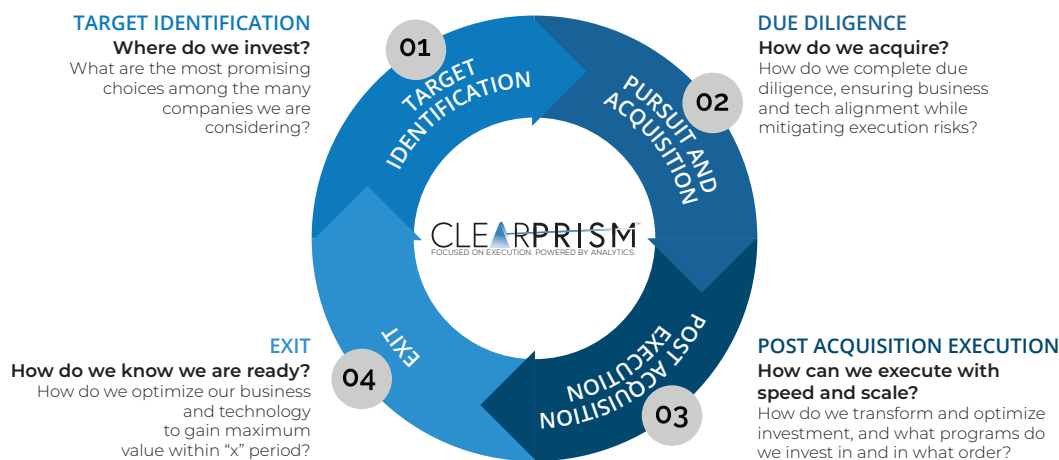 TARGET IDENTIFICATION
Where do we invest?
What are the most promising
choices among the many
companies we are
considering?
01
TARGET
IDENTIFICATION
DUE DILIGENCE
How do we acquire?
How do we complete due
diligence, ensuring business
and tech alignment while
mitigating execution risks?
02
PURSUIT AND
ACQUISITION
CLEARPRISM™
FOCUSED ON EXECUTION. POWERED BY ANALYTICS.
EXIT
How do we know we are ready?
How do we optimize our business
and technology
to gain maximum
value within “x” period?
04
EXIT
POST ACQUISITION
EXECUTION
03
POST ACQUISITION EXECUTION
How can we execute with
speed and scale?
How do we transform and optimize
investment, and what programs do
we invest in and in what order?